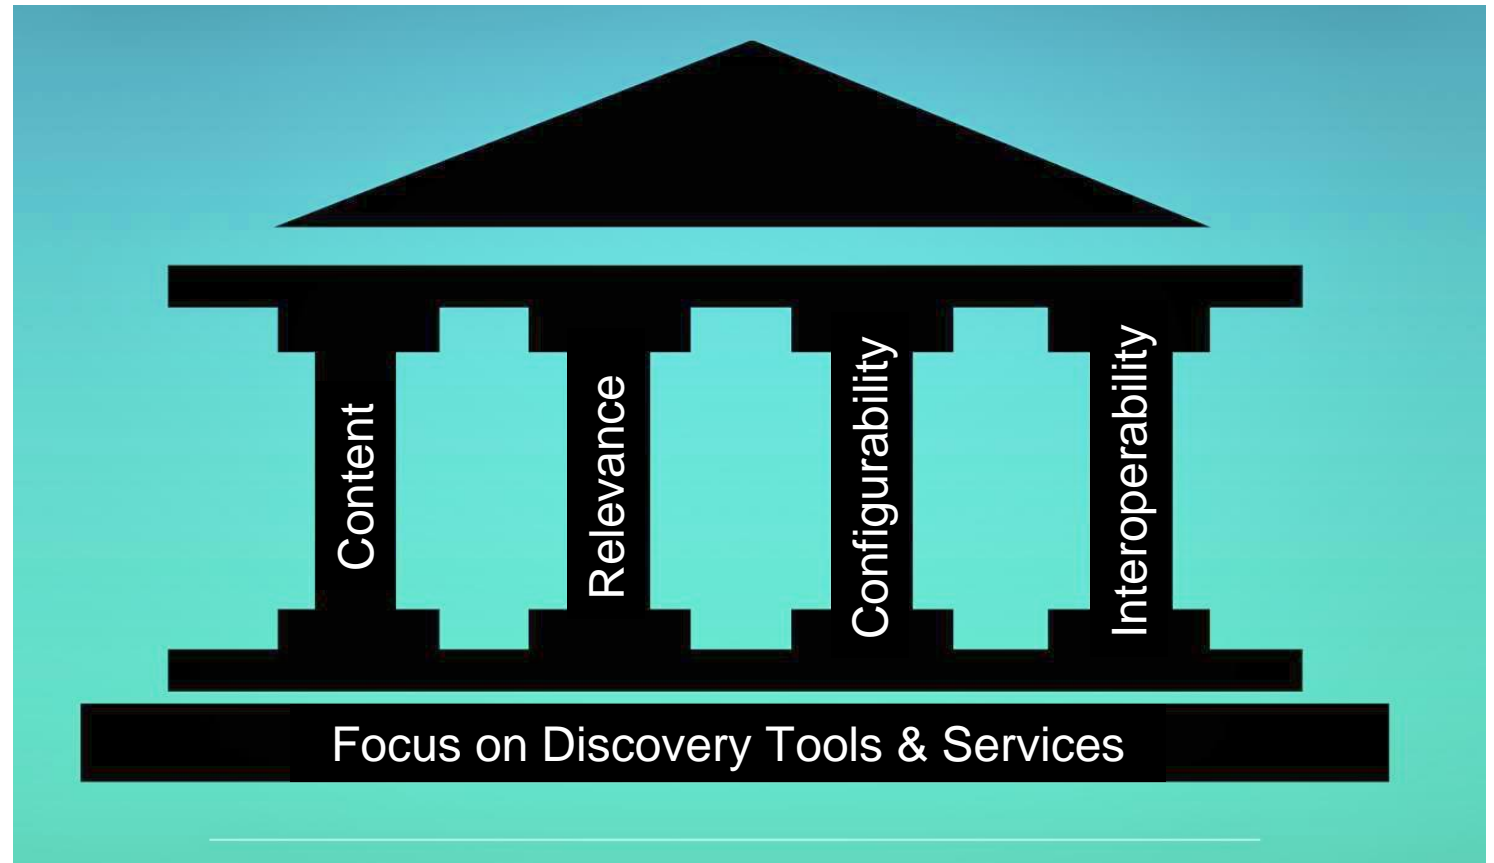 Content
Relevance
Configurability
Interoperability
Focus on Discovery Tools & Services